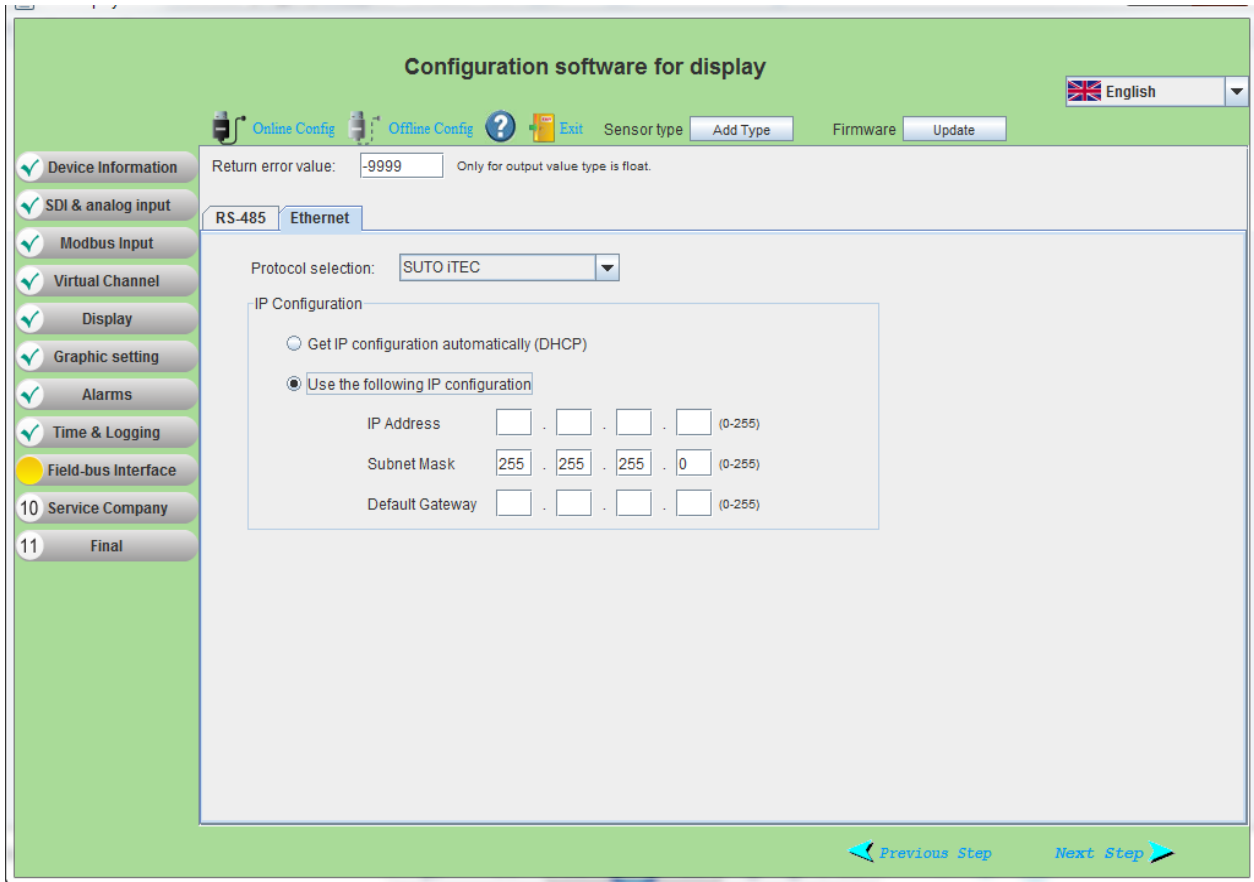 Configuration software for display
English
Online Config Offline Config ? Exit Sensor type Add Type Firmware Update
Device Information
SDI & analog input
Modbus Input
Virtual Channel
Display
Graphic setting
Alarms
Time & Logging
Field-bus Interface
10 Service Company
11 Final
Return error value: -9999 Only for output value type is float.
RS-485 Ethernet
Protocol selection: SUTO iTEC
IP Configuration
Get IP configuration automatically (DHCP)
Use the following IP configuration
IP Address . . . (0-255)
Subnet Mask 255 . 255 . 255 . 0 (0-255)
Default Gateway . . . (0-255)
Previous Step Next Step